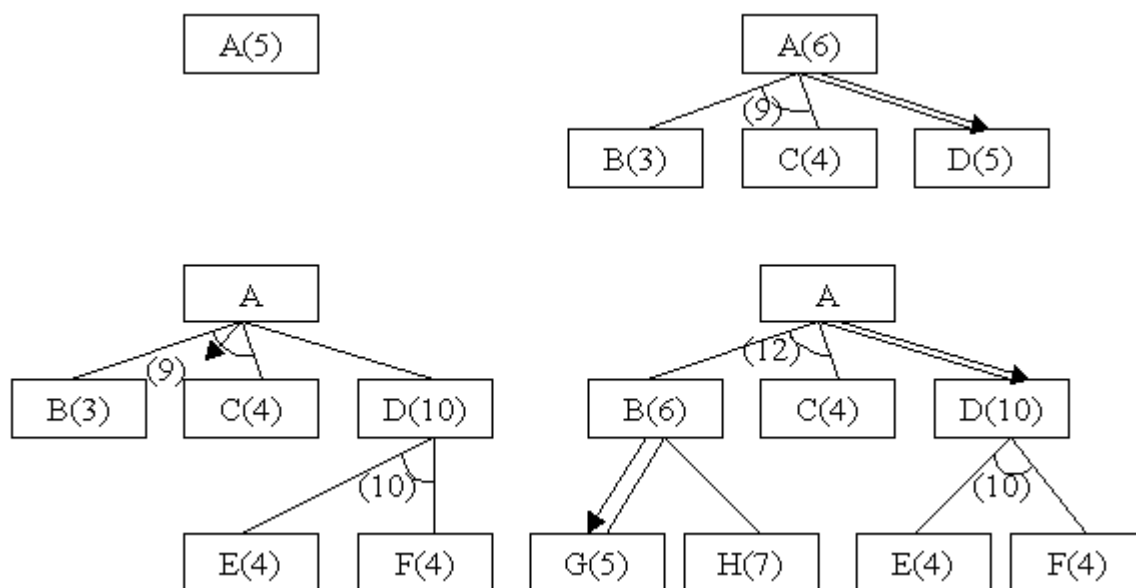 A(5)
A(6)
(9)
B(3)
C(4)
D(5)
A
(9)
B(3)
C(4)
D(10)
(10)
E(4)
F(4)
A
(12)
B(6)
C(4)
D(10)
(10)
G(5)
H(7)
E(4)
F(4)